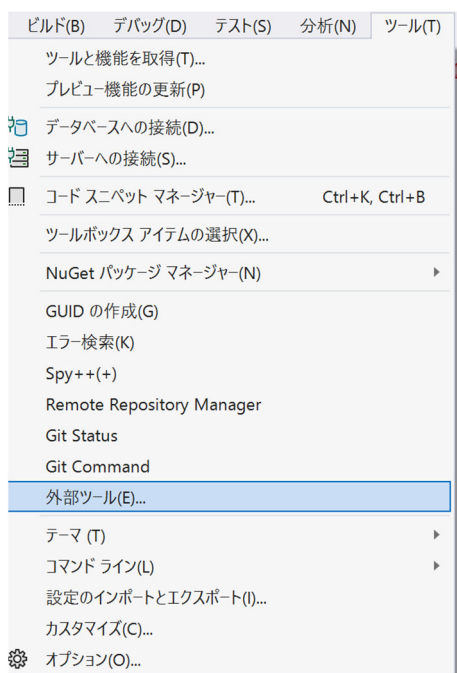 ビルド(B) デバッグ(D) テスト(S) 分析(N) ツール(T)
ツールと機能を取得(T)...
プレビュー機能の更新(P)
データベースへの接続(D)...
サーバーへの接続(S)...
コード スニペット マネージャー(T)... Ctrl+K, Ctrl+B
ツールボックス アイテムの選択(X)...
NuGet パッケージ マネージャー(N)
GUID の作成(G)
エラー検索(K)
Spy++(+)
Remote Repository Manager
Git Status
Git Command
外部ツール(E)...
テーマ (T)
コマンド ライン(L)
設定のインポートとエクスポート(I)...
カスタマイズ(C)...
オプション(O)...